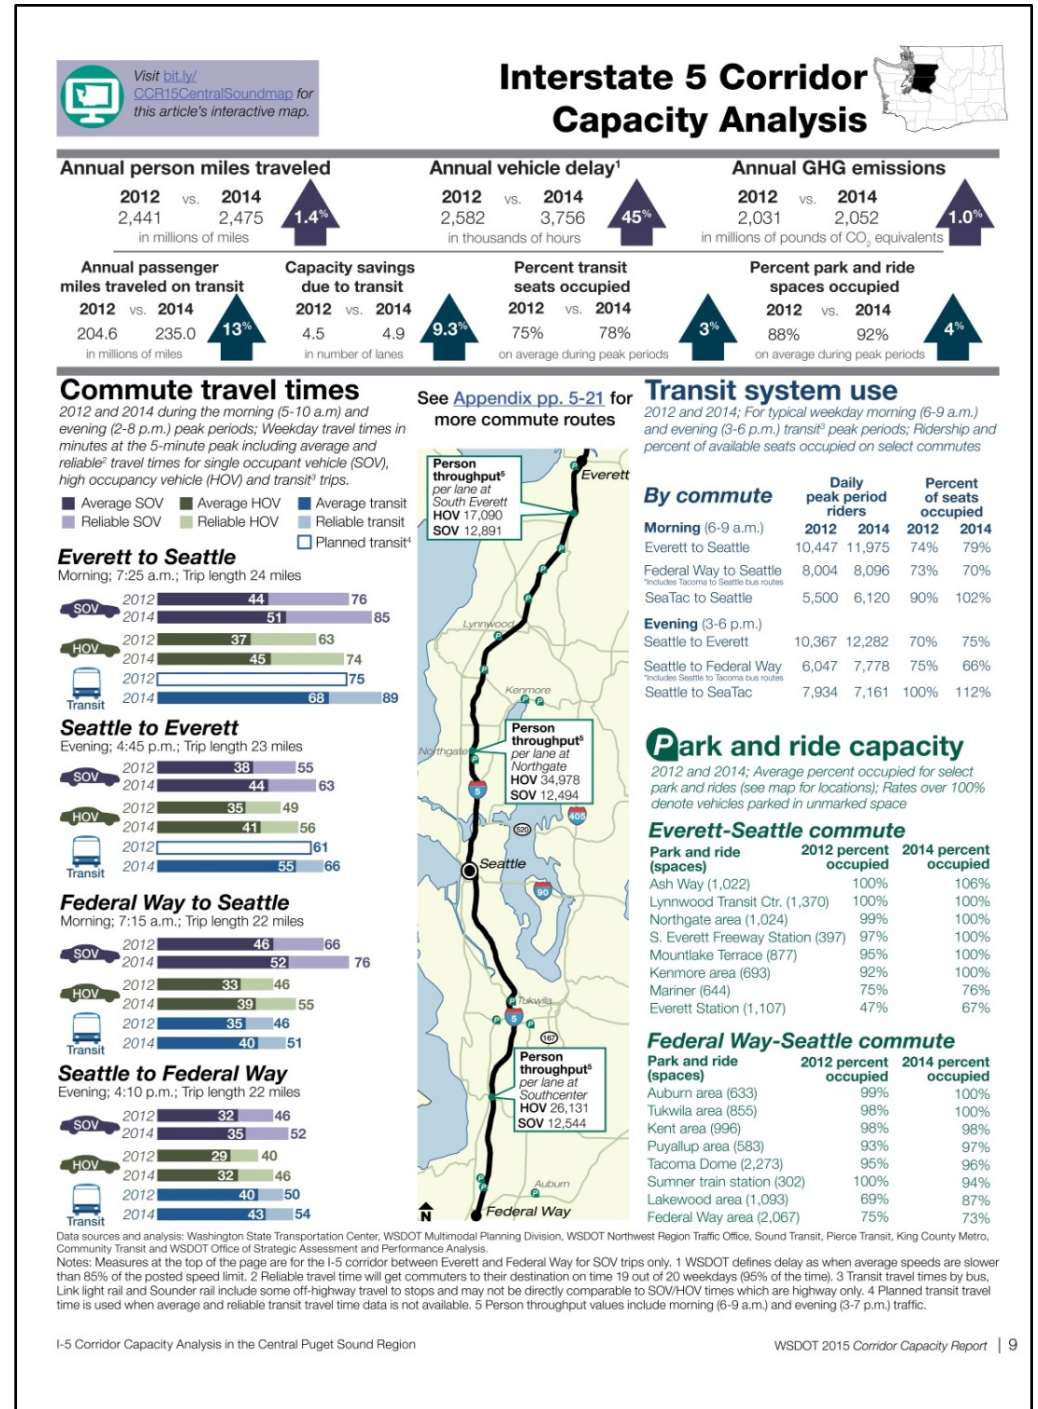 Visit bit.ly/
CCR15CentralSoundmap for
this article's interactive map.
Interstate 5 Corridor
Capacity Analysis
Annual person miles traveled
2012 vs. 2014
2,441 2,475
1.4%
in millions of miles
Annual vehicle delay1
2012 vs. 2014
2,582 3,756
45%
in thousands of hours
Annual GHG emissions
2012 vs. 2014
2,031 2,052
1.0%
in millions of pounds of CO2 equivalents
Annual passenger
miles traveled on transit
2012 vs. 2014
204.6 235.0
13%
in millions of miles
Capacity savings
due to transit
2012 vs. 2014
4.5 4.9
9.3%
in number of lanes
Percent transit
seats occupied
2012 vs. 2014
75% 78%
3%
on average during peak periods
Percent park and ride
spaces occupied
2012 vs. 2014
88% 92%
4%
on average during peak periods
Commute travel times
2012 and 2014 during the morning (5-10 a.m) and
evening (2-8 p.m.) peak periods; Weekday travel times in
minutes at the 5-minute peak including average and
reliable2 travel times for single occupant vehicle (SOV),
high occupancy vehicle (HOV) and transit3 trips.
Average SOV Average HOV Average transit
Reliable SOV Reliable HOV Reliable transit
Planned transit4
Everett to Seattle
Morning; 7:25 a.m.; Trip length 24 miles
SOV
2012 44 76
2014 51 85
HOV
2012 37 63
2014 45 74
Transit
2012 75
2014 68 89
Seattle to Everett
Evening; 4:45 p.m.; Trip length 23 miles
SOV
2012 38 55
2014 44 63
HOV
2012 35 49
2014 41 56
Transit
2012 61
2014 55 66
Federal Way to Seattle
Morning; 7:15 a.m.; Trip length 22 miles
SOV
2012 46 66
2014 52 76
HOV
2012 33 46
2014 39 55
Transit
2012 35 46
2014 40 51
Seattle to Federal Way
Evening; 4:10 p.m.; Trip length 22 miles
SOV
2012 32 46
2014 35 52
HOV
2012 29 40
2014 32 46
Transit
2012 40 50
2014 43 54
See Appendix pp. 5-21 for
more commute routes
Person
throughput5
per lane at
South Everett
HOV 17,090
SOV 12,891
Everett
Lynnwood
Kenmore
Person
throughput5
per lane at
Northgate
HOV 34,978
SOV 12,494
Northgate
5
405
520
Seattle
90
Tukwila
5
167
Person
throughput5
per lane at
Southcenter
HOV 26,131
SOV 12,544
Auburn
Federal Way
N
Transit system use
2012 and 2014; For typical weekday morning (6-9 a.m.)
and evening (3-6 p.m.) transit3 peak periods; Ridership and
percent of available seats occupied on select commutes
By commute
Daily
peak period
riders
Percent
of seats
occupied
Morning (6-9 a.m.) 2012 2014 2012 2014
Everett to Seattle 10,447 11,975 74% 79%
Federal Way to Seattle 8,004 8,096 73% 70%
*Includes Tacoma to Seattle bus routes
SeaTac to Seattle 5,500 6,120 90% 102%
Evening (3-6 p.m.)
Seattle to Everett 10,367 12,282 70% 75%
Seattle to Federal Way 6,047 7,778 75% 66%
*Includes Seattle to Tacoma bus routes
Seattle to SeaTac 7,934 7,161 100% 112%
Park and ride capacity
2012 and 2014; Average percent occupied for select
park and rides (see map for locations); Rates over 100%
denote vehicles parked in unmarked space
Everett-Seattle commute
Park and ride 2012 percent 2014 percent
(spaces) occupied occupied
Ash Way (1,022) 100% 106%
Lynnwood Transit Ctr. (1,370) 100% 100%
Northgate area (1,024) 99% 100%
S. Everett Freeway Station (397) 97% 100%
Mountlake Terrace (877) 95% 100%
Kenmore area (693) 92% 100%
Mariner (644) 75% 76%
Everett Station (1,107) 47% 67%
Federal Way-Seattle commute
Park and ride 2012 percent 2014 percent
(spaces) occupied occupied
Auburn area (633) 99% 100%
Tukwila area (855) 98% 100%
Kent area (996) 98% 98%
Puyallup area (583) 93% 97%
Tacoma Dome (2,273) 95% 96%
Sumner train station (302) 100% 94%
Lakewood area (1,093) 69% 87%
Federal Way area (2,067) 75% 73%
Data sources and analysis: Washington State Transportation Center, WSDOT Multimodal Planning Division, WSDOT Northwest Region Traffic Office, Sound Transit, Pierce Transit, King County Metro,
Community Transit and WSDOT Office of Strategic Assessment and Performance Analysis.
Notes: Measures at the top of the page are for the I-5 corridor between Everett and Federal Way for SOV trips only. 1 WSDOT defines delay as when average speeds are slower
than 85% of the posted speed limit. 2 Reliable travel time will get commuters to their destination on time 19 out of 20 weekdays (95% of the time). 3 Transit travel times by bus,
Link light rail and Sounder rail include some off-highway travel to stops and may not be directly comparable to SOV/HOV times which are highway only. 4 Planned transit travel
time is used when average and reliable transit travel time data is not available. 5 Person throughput values include morning (6-9 a.m.) and evening (3-7 p.m.) traffic.
I-5 Corridor Capacity Analysis in the Central Puget Sound Region
WSDOT 2015 Corridor Capacity Report | 9